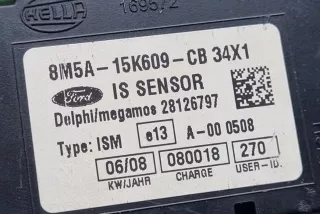 HELLA
169572
8M5A-15K609-CB 34X1
Ford IS SENSOR
Delphi/megamos 28126797
Type: ISM e13 A-00 0508
06/08 080018 270
KW/JAHR CHARGE USER-ID.